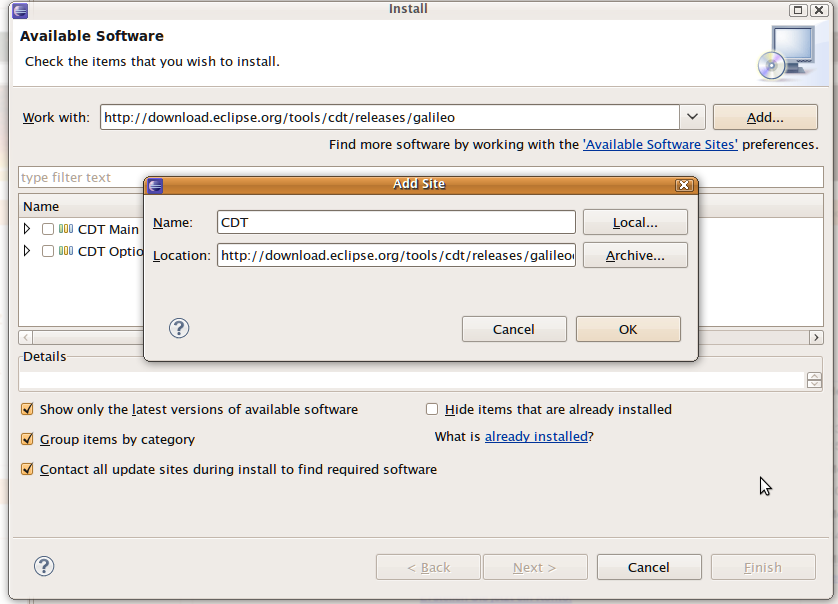 Install
Available Software
Check the items that you wish to install.
Work with: http://download.eclipse.org/tools/cdt/releases/galileo Add...
Find more software by working with the 'Available Software Sites' preferences.
type filter text
Name
CDT Main
CDT Optio
Add Site
Name: CDT Local...
Location: http://download.eclipse.org/tools/cdt/releases/galileo Archive...
Cancel OK
Details
Show only the latest versions of available software
Hide items that are already installed
Group items by category
What is already installed?
Contact all update sites during install to find required software
< Back Next > Cancel Finish